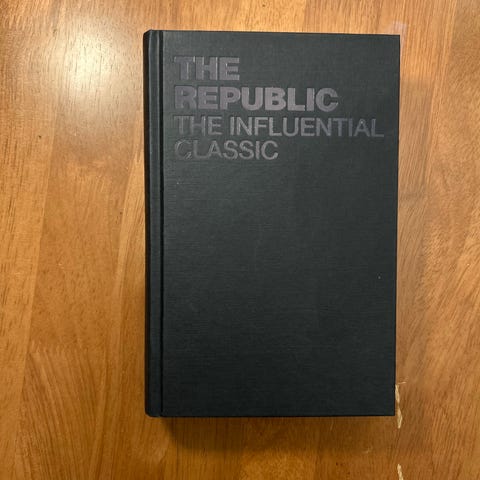 THE
REPUBLIC
THE INFLUENTIAL
CLASSIC